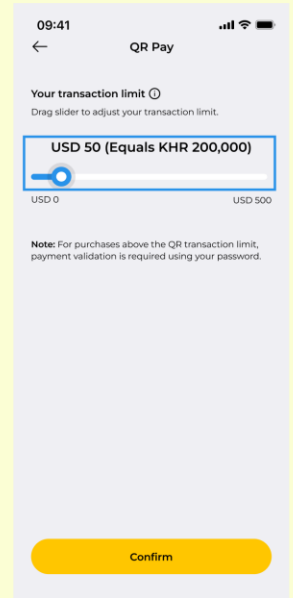 09:41
QR Pay
Your transaction limit
Drag slider to adjust your transaction limit.
USD 50 (Equals KHR 200,000)
USD 0 USD 500
Note: For purchases above the QR transaction limit,
payment validation is required using your password.
Confirm